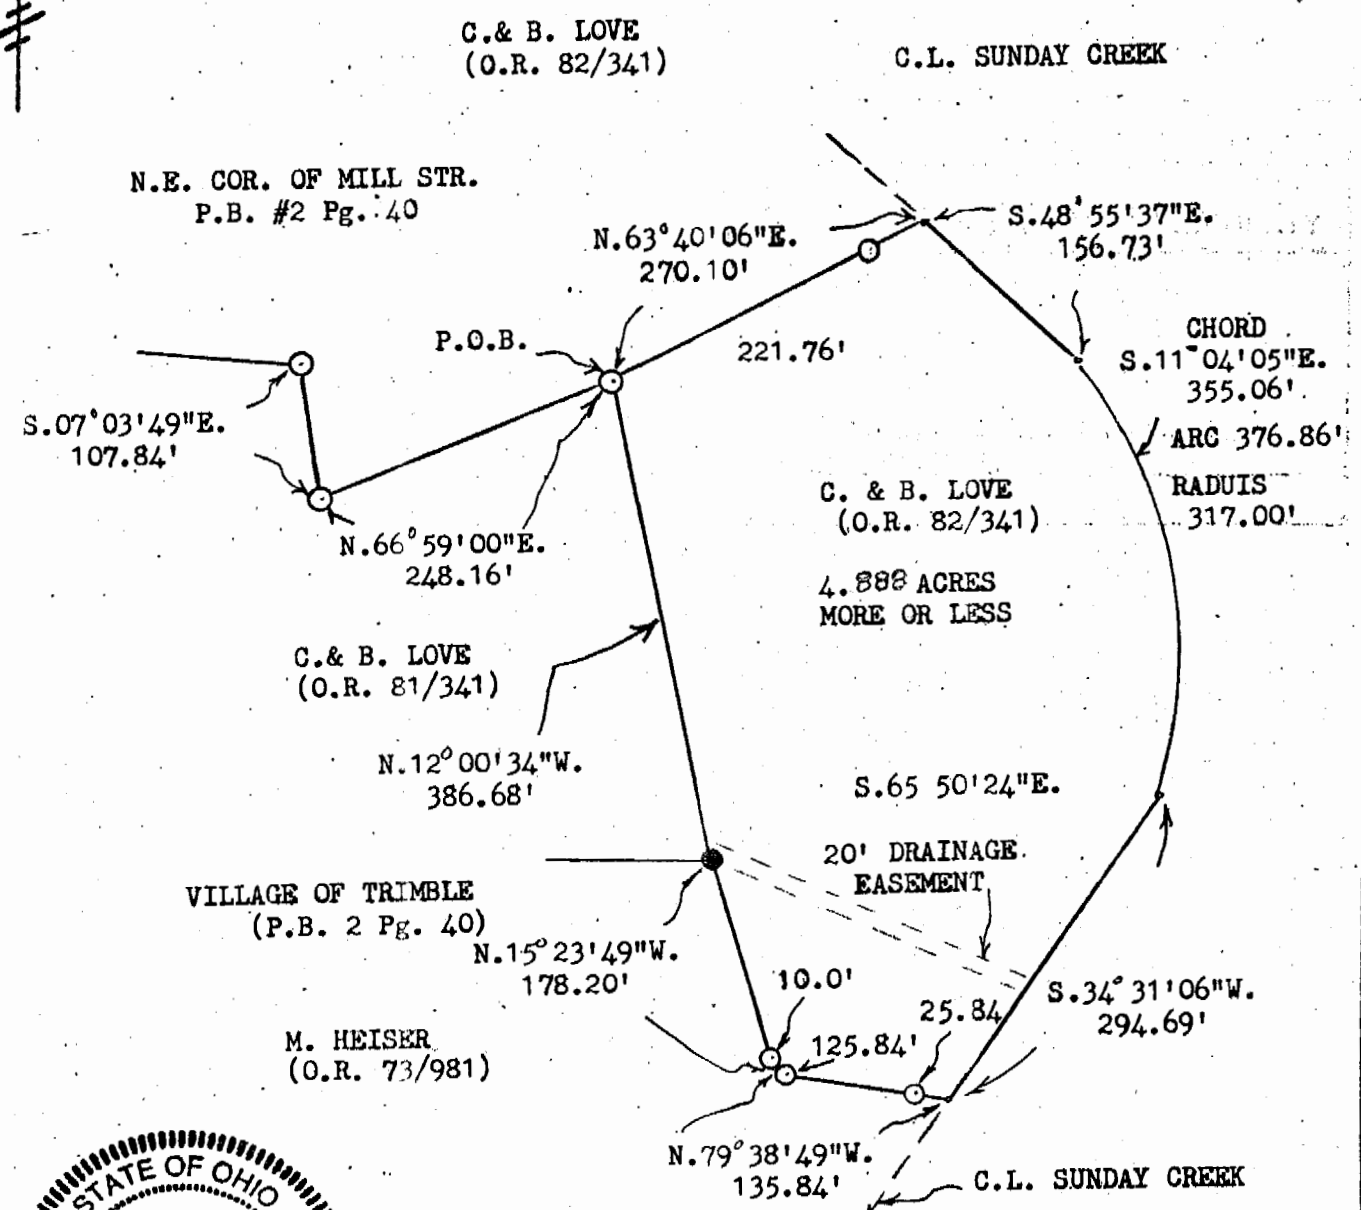 C.& B. LOVE
(O.R. 82/341)
C.L. SUNDAY CREEK
N.E. COR. OF MILL STR.
P.B. #2 Pg. 40
N.63°40'06"E.
270.10'
S.48°55'37"E.
156.73'
P.O.B.
221.76'
CHORD
S.11°04'05"E.
355.06'
ARC 376.86'
RADUIS
317.00'
S.07°03'49"E.
107.84'
N.66°59'00"E.
248.16'
C. & B. LOVE
(O.R. 82/341)
4.888 ACRES
MORE OR LESS
C.& B. LOVE
(O.R. 81/341)
N.12°00'34"W.
386.68'
S.65 50'24"E.
20' DRAINAGE
EASEMENT
VILLAGE OF TRIMBLE
(P.B. 2 Pg. 40)
N.15°23'49"W.
178.20'
10.0'
25.84
125.84'
S.34°31'06"W.
294.69'
M. HEISER
(O.R. 73/981)
N.79°38'49"W.
135.84'
C.L. SUNDAY CREEK
STATE OF OHIO